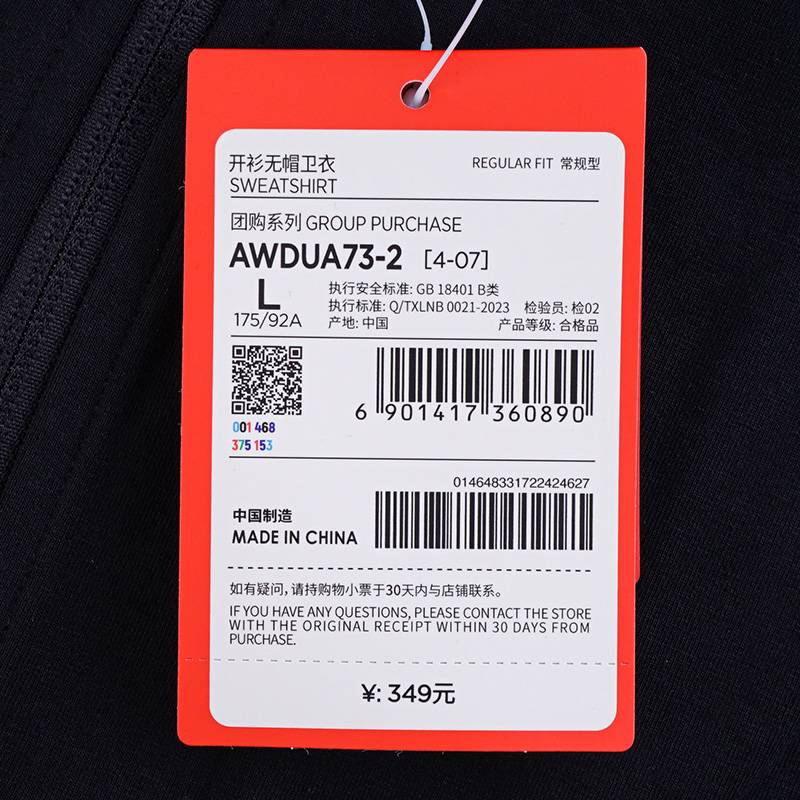 开衫无帽卫衣
SWEATSHIRT
REGULAR FIT 常规型
团购系列 GROUP PURCHASE
AWDUA73-2 [4-07]
L
175/92A
执行安全标准: GB 18401 B类
执行标准: Q/TXLNB 0021-2023 检验员: 检02
产地: 中国 产品等级: 合格品
001 468
375 153
6 901417 360890
014648331722424627
中国制造
MADE IN CHINA
如有疑问,请持购物小票于30天内与店铺联系。
IF YOU HAVE ANY QUESTIONS, PLEASE CONTACT THE STORE
WITH THE ORIGINAL RECEIPT WITHIN 30 DAYS FROM
PURCHASE.
¥: 349元